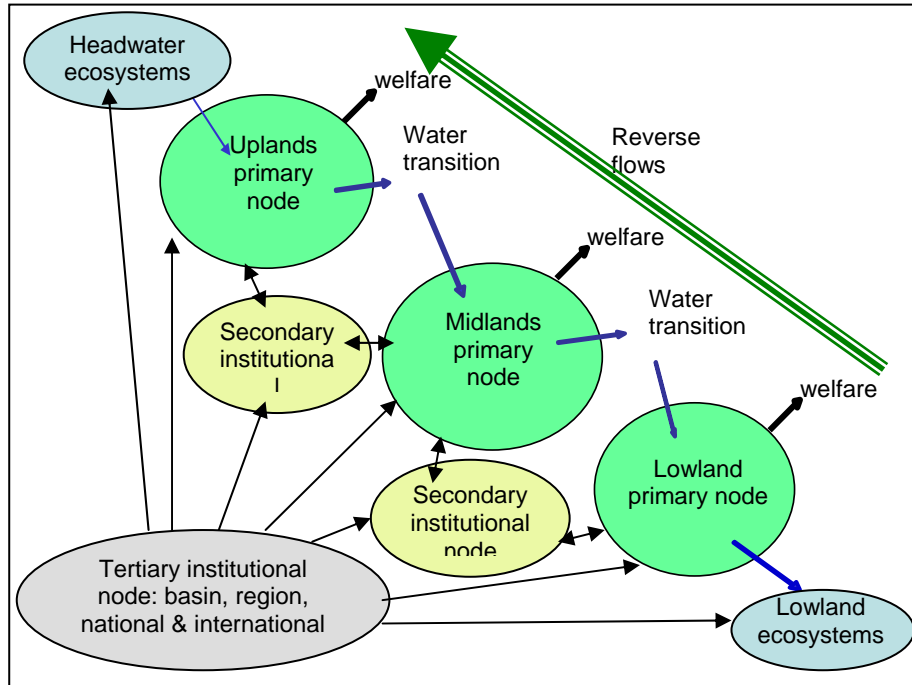 Headwater
ecosystems
welfare
Uplands
primary
node
Water
transition
Reverse
flows
welfare
Secondary
institutiona
l
Midlands
primary
node
Water
transition
welfare
Lowland
primary node
Secondary
institutional
node
Tertiary institutional
node: basin, region,
national & international
Lowland
ecosystems